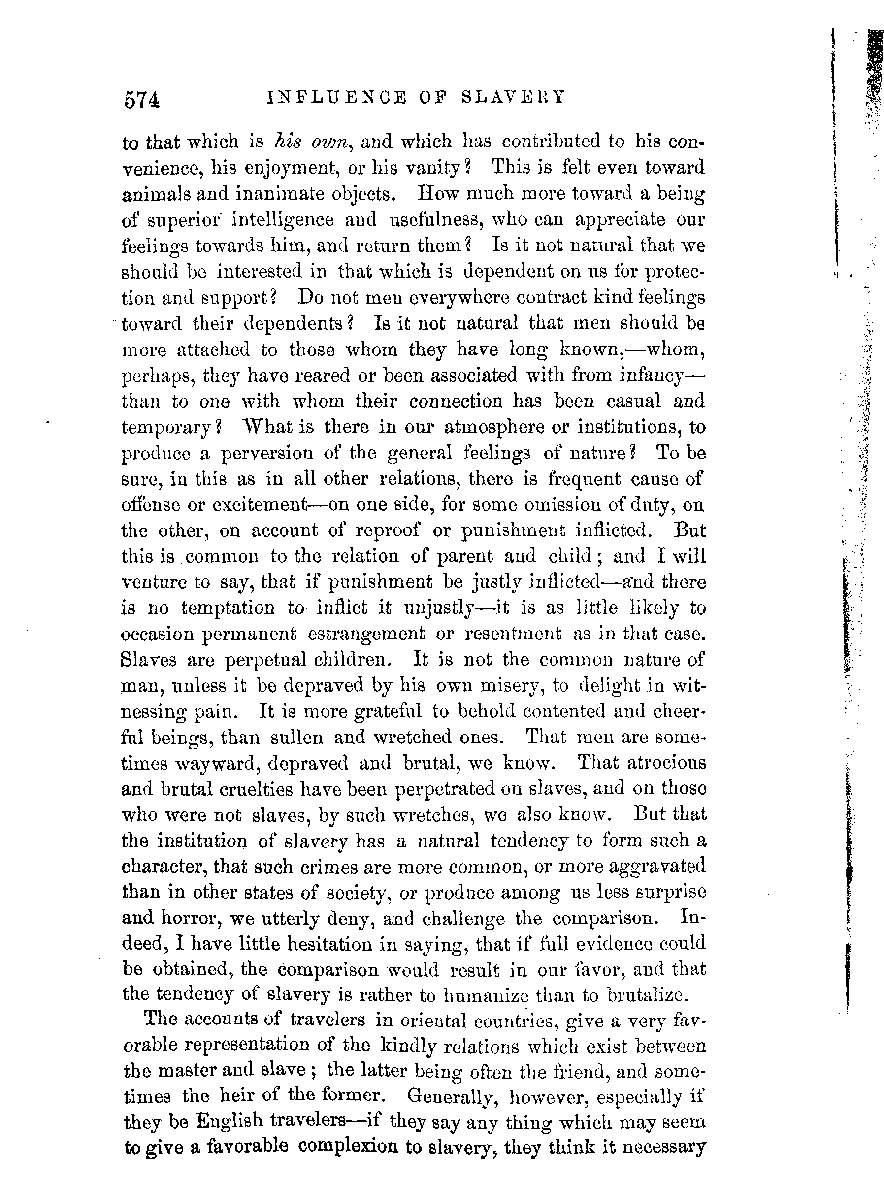 574 INFLUENCE OF SLAVERY
to that which is his own, and which has contributed to his con-
venience, his enjoyment, or his vanity? This is felt even toward
animals and inanimate objects. How much more toward a being
of superior intelligence and usefulness, who can appreciate our
feelings towards him, and return them? Is it not natural that we
should be interested in that which is dependent on us for protec-
tion and support? Do not men everywhere contract kind feelings
toward their dependents? Is it not natural that men should be
more attached to those whom they have long known,—whom,
perhaps, they have reared or been associated with from infancy—
than to one with whom their connection has been casual and
temporary? What is there in our atmosphere or institutions, to
produce a perversion of the general feelings of nature? To be
sure, in this as in all other relations, there is frequent cause of
offense or excitement—on one side, for some omission of duty, on
the other, on account of reproof or punishment inflicted. But
this is common to the relation of parent and child; and I will
venture to say, that if punishment be justly inflicted—and there
is no temptation to inflict it unjustly—it is as little likely to
occasion permanent estrangement or resentment as in that case.
Slaves are perpetual children. It is not the common nature of
man, unless it be depraved by his own misery, to delight in wit-
nessing pain. It is more grateful to behold contented and cheer-
ful beings, than sullen and wretched ones. That men are some-
times wayward, depraved and brutal, we know. That atrocious
and brutal cruelties have been perpetrated on slaves, and on those
who were not slaves, by such wretches, we also know. But that
the institution of slavery has a natural tendency to form such a
character, that such crimes are more common, or more aggravated
than in other states of society, or produce among us less surprise
and horror, we utterly deny, and challenge the comparison. In-
deed, I have little hesitation in saying, that if full evidence could
be obtained, the comparison would result in our favor, and that
the tendency of slavery is rather to humanize than to brutalize.
The accounts of travelers in oriental countries, give a very fav-
orable representation of the kindly relations which exist between
the master and slave; the latter being often the friend, and some-
times the heir of the former. Generally, however, especially if
they be English travelers—if they say any thing which may seem
to give a favorable complexion to slavery, they think it necessary